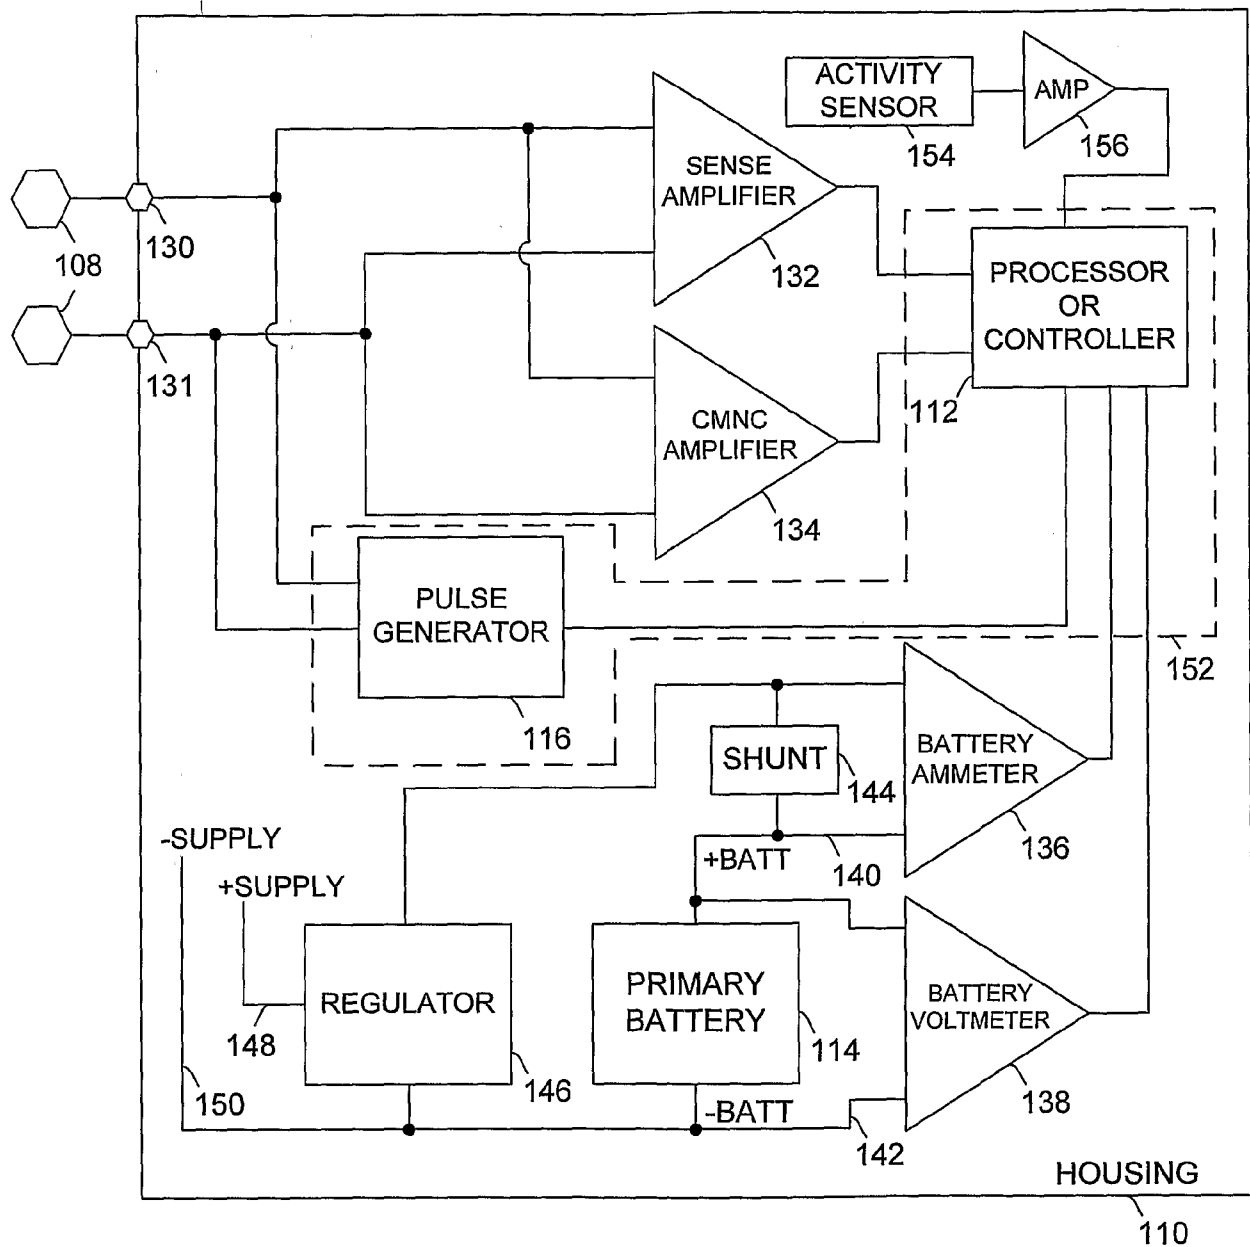 ACTIVITY
SENSOR
154
AMP
156
SENSE
AMPLIFIER
132
130
108
131
PROCESSOR
OR
CONTROLLER
112
CMNC
AMPLIFIER
134
PULSE
GENERATOR
116
152
SHUNT
144
BATTERY
AMMETER
136
+BATT
140
-SUPPLY
+SUPPLY
REGULATOR
148
150
146
PRIMARY
BATTERY
114
-BATT
BATTERY
VOLTMETER
138
142
HOUSING
110